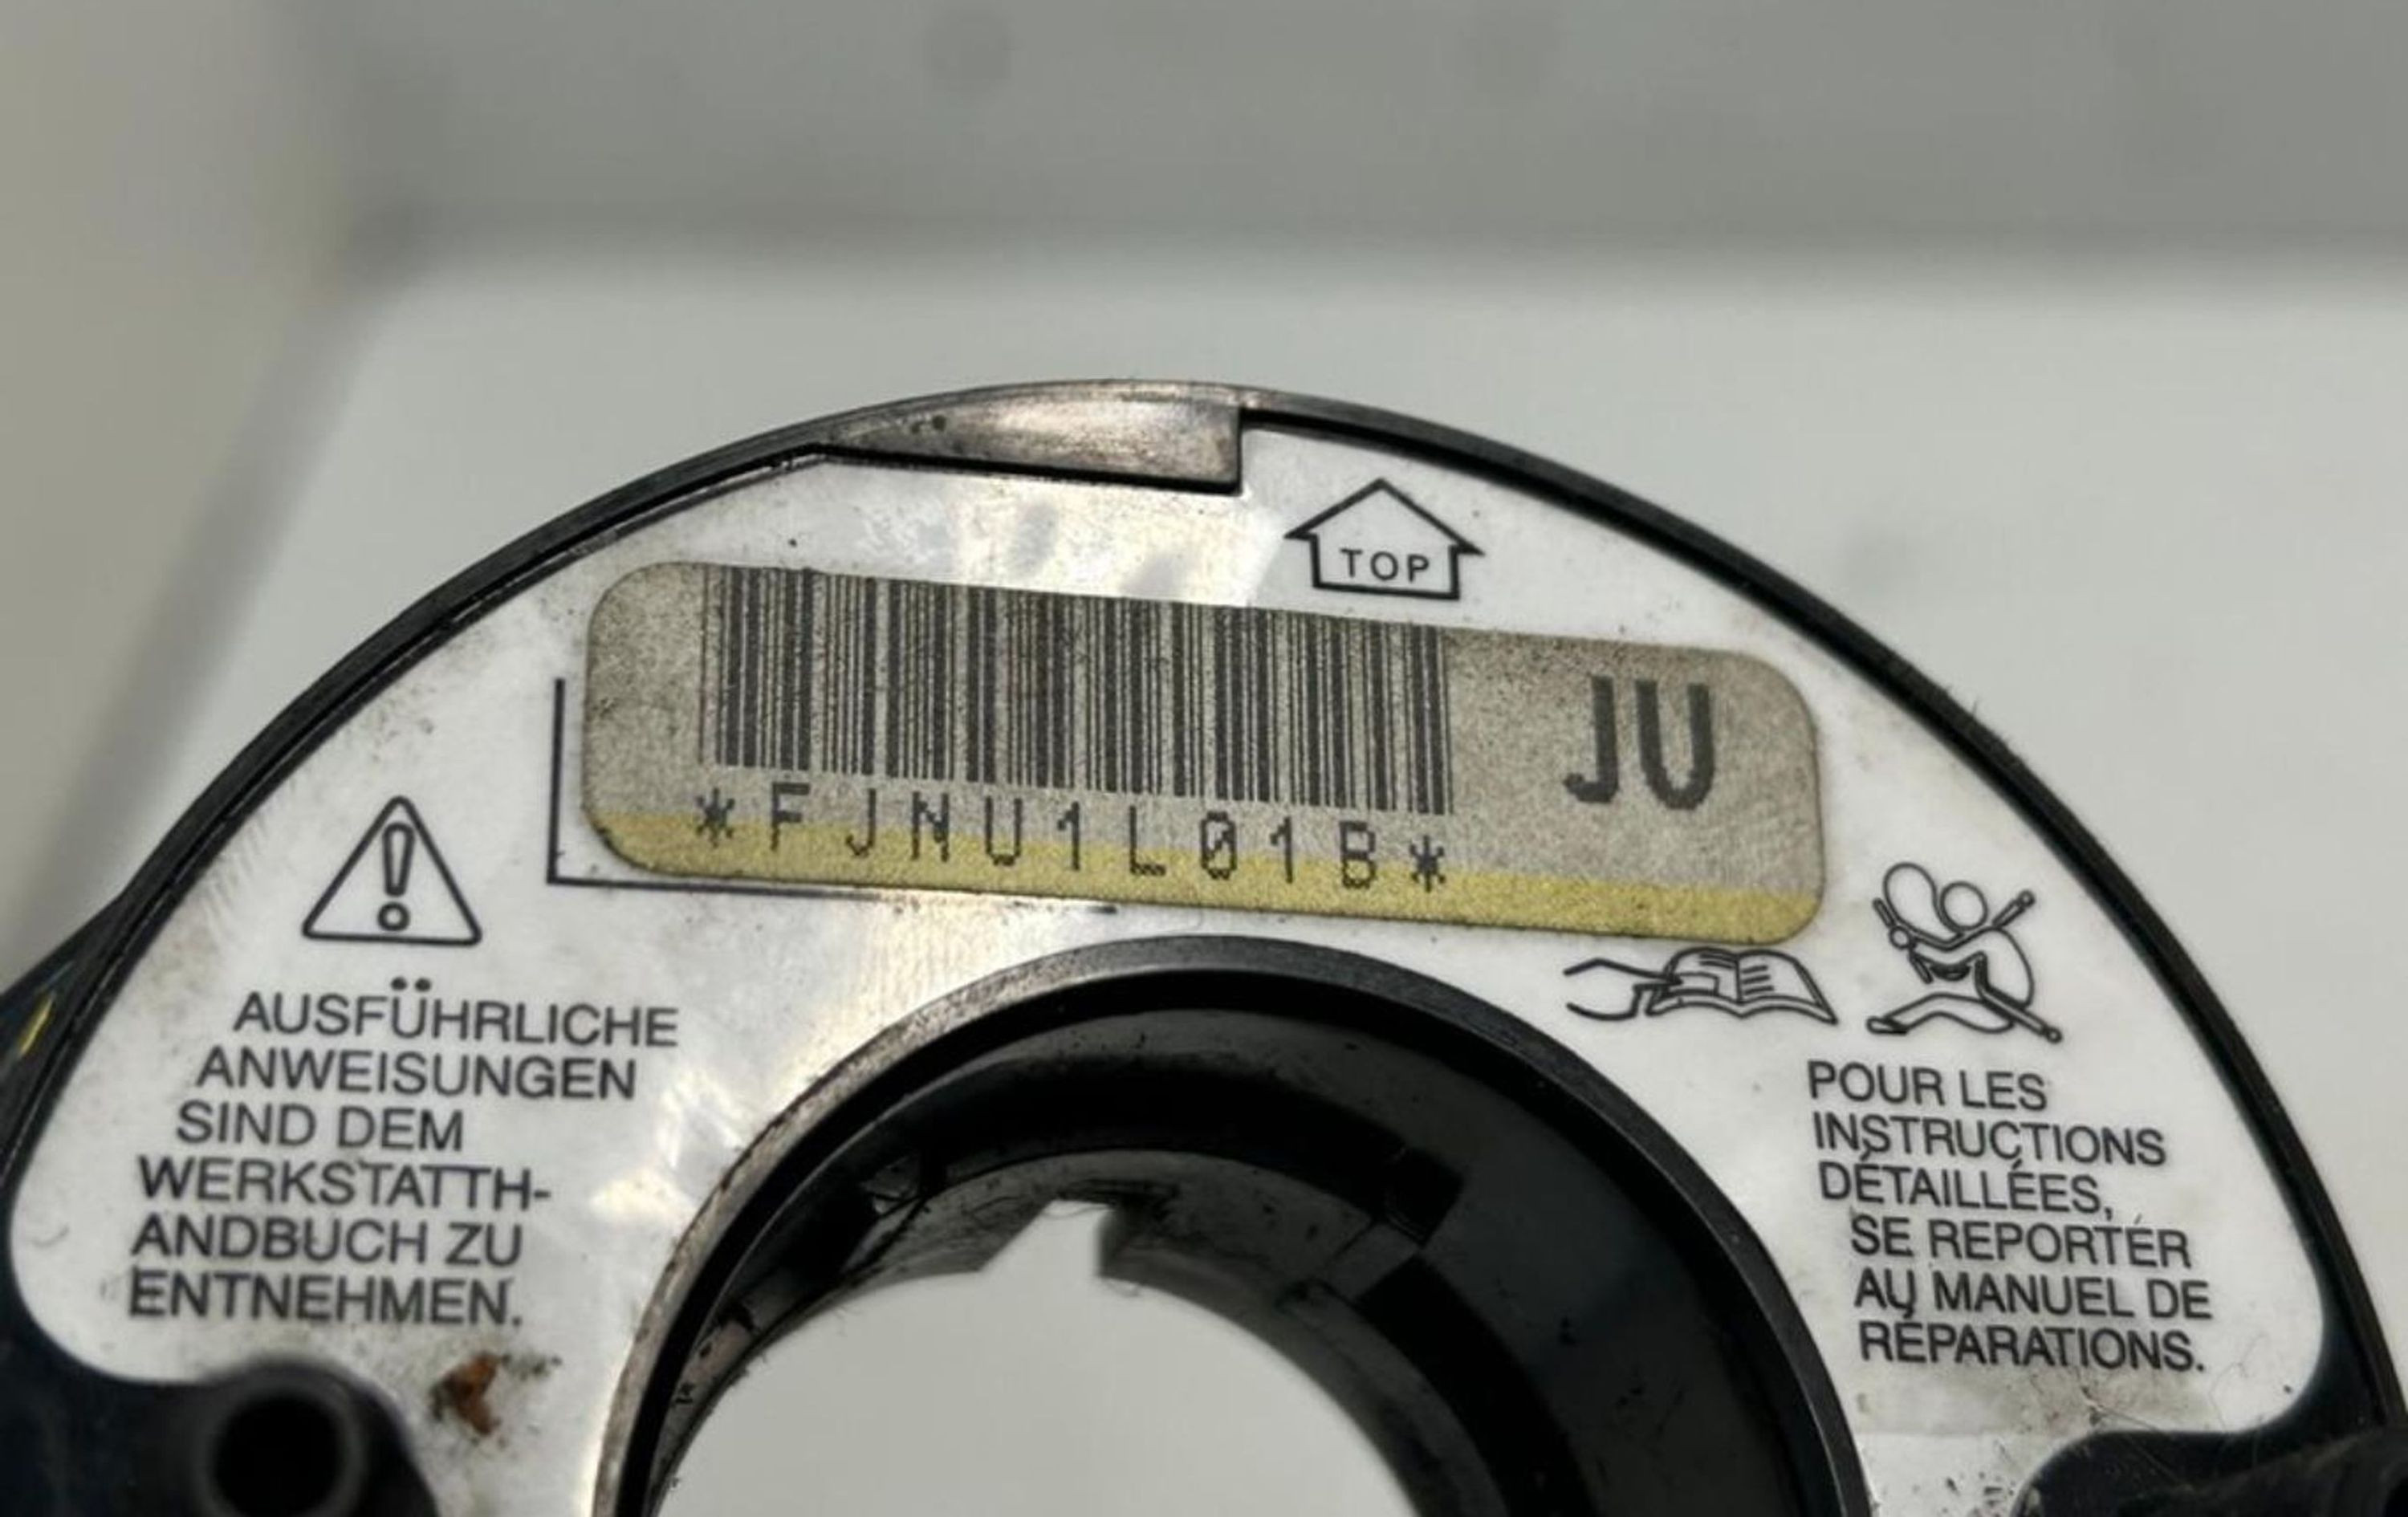 TOP
JU
*FJNU1L01B*
AUSFÜHRLICHE
ANWEISUNGEN
SIND DEM
WERKSTATTH-
ANDBUCH ZU
ENTNEHMEN.
POUR LES
INSTRUCTIONS
DÉTAILLÉES,
SE REPORTER
AU MANUEL DE
RÉPARATIONS.